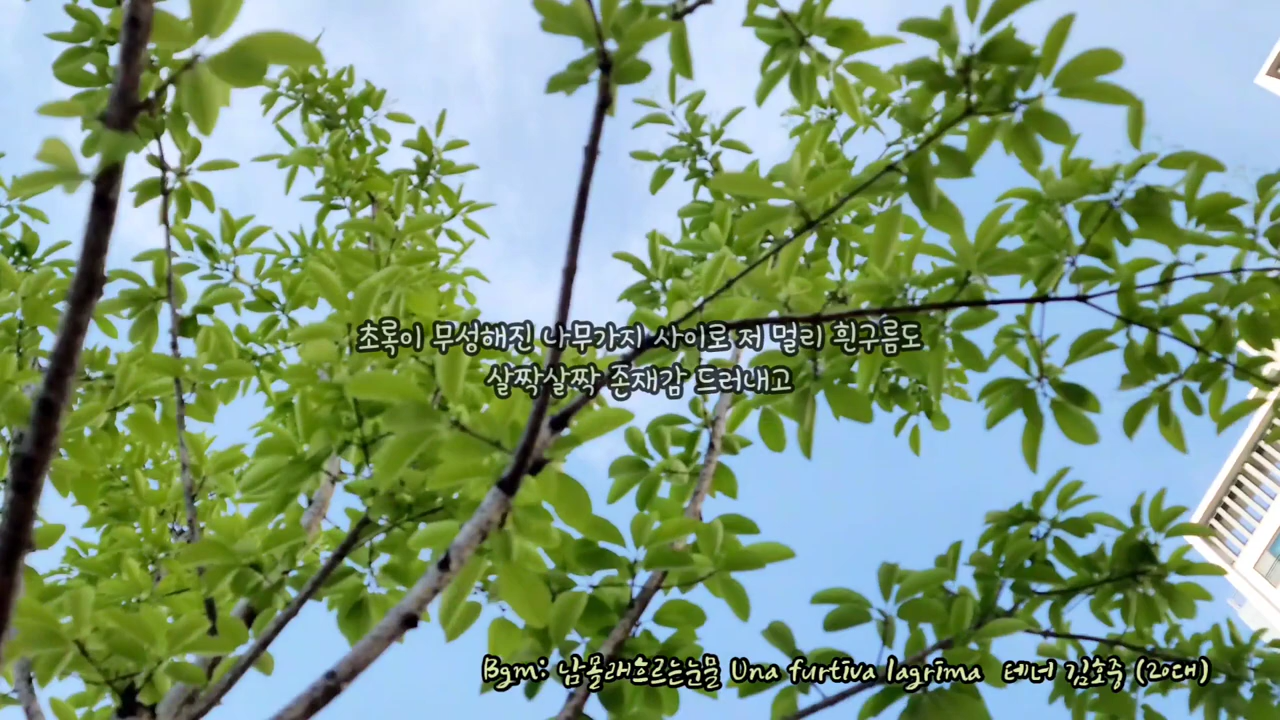 초록이 무성해진 나무가지 사이로 저 멀리 흰구름도
살짝살짝 존재감 드러내고
Bgm: 남몰래흐르는눈물 Una furtiva lagrima 테너 김호중 (20대)